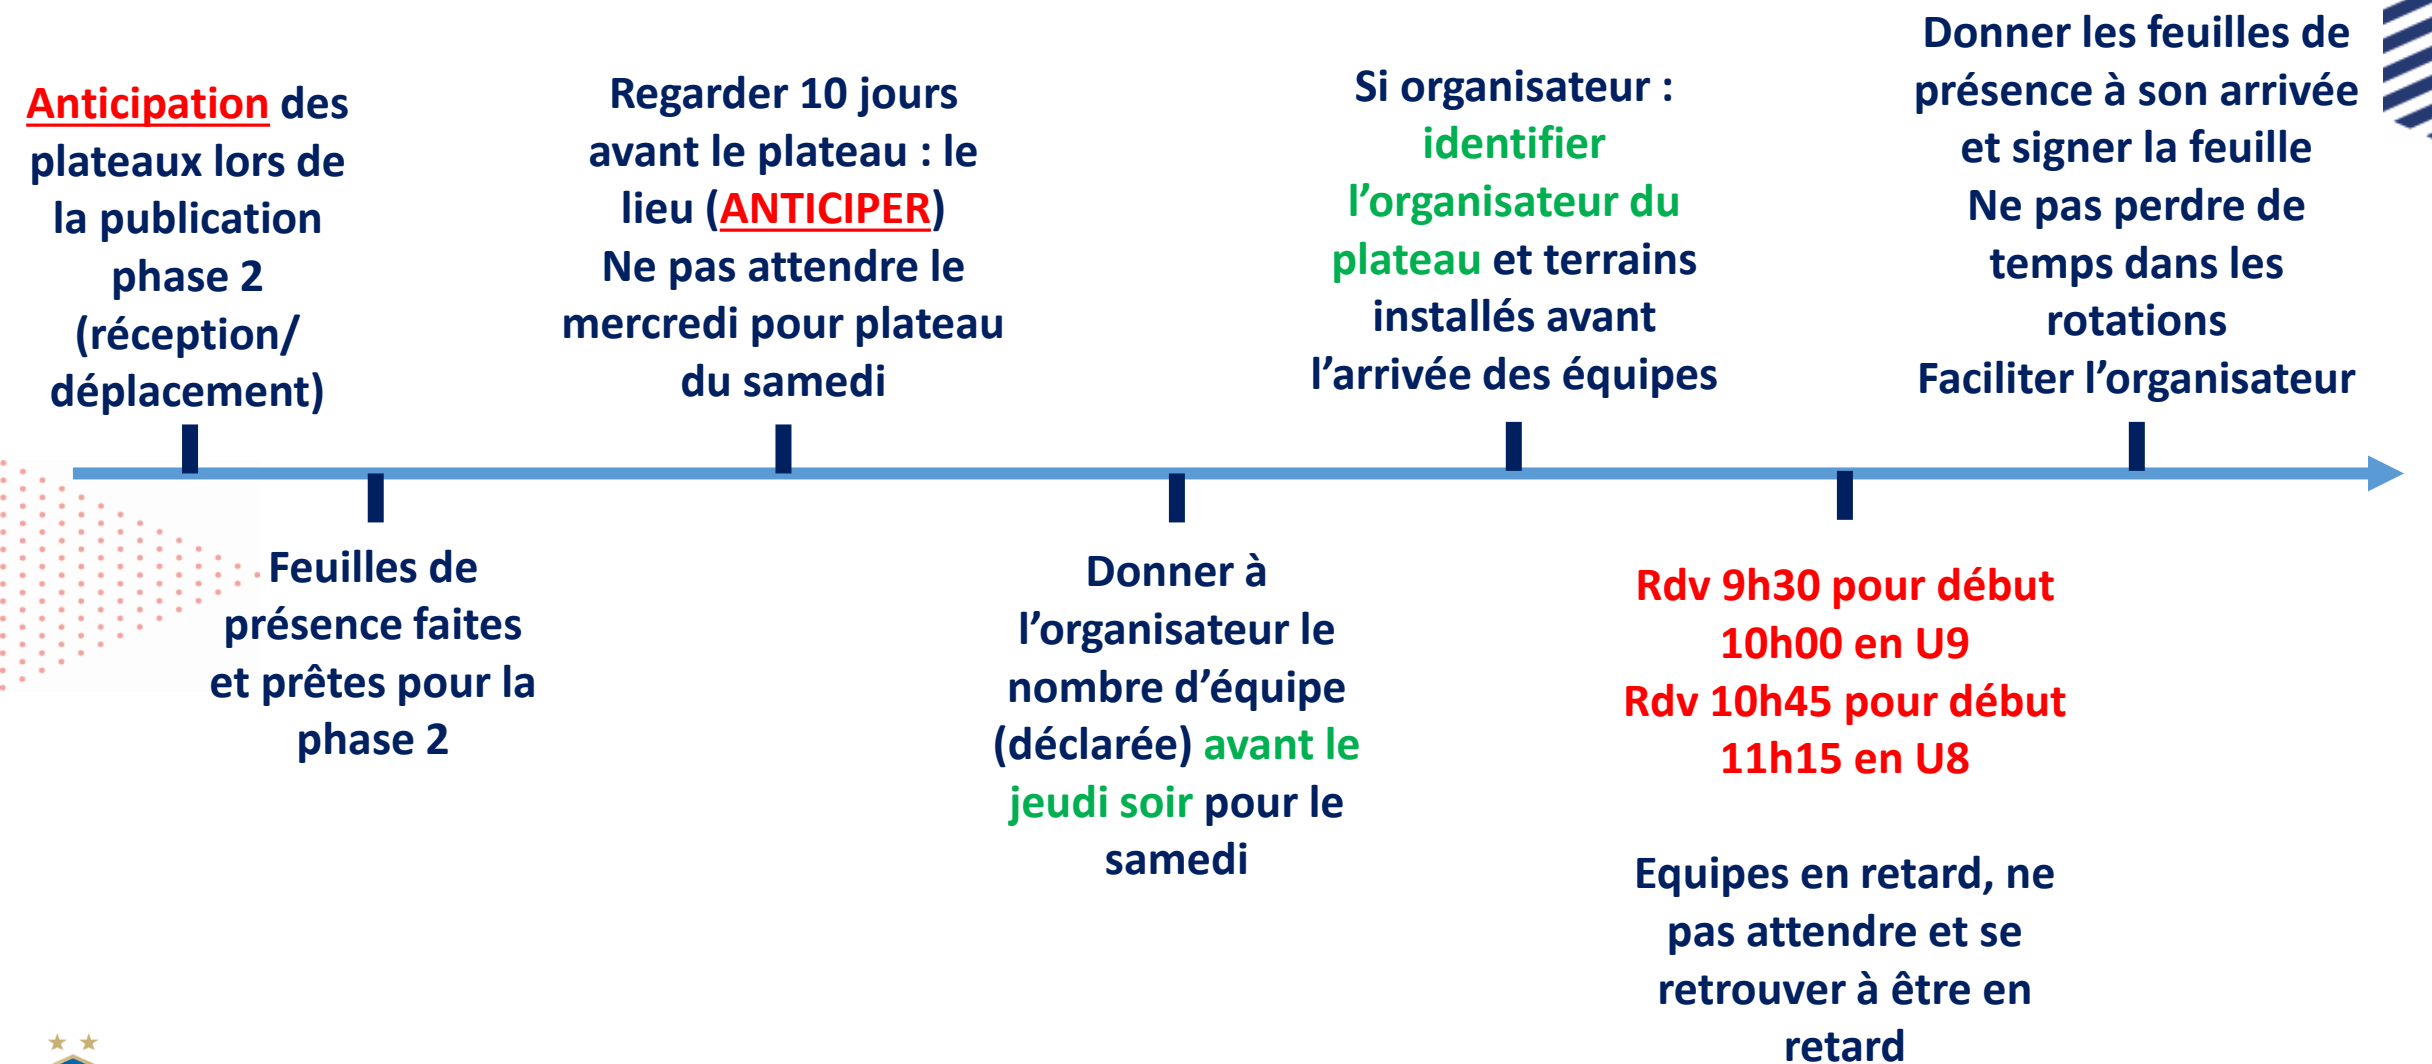 Anticipation des
plateaux lors de
la publication
phase 2
(réception/
déplacement)
Feuilles de
présence faites
et prêtes pour la
phase 2
Regarder 10 jours
avant le plateau : le
lieu (ANTICIPER)
Ne pas attendre le
mercredi pour plateau
du samedi
Donner à
l’organisateur le
nombre d’équipe
(déclarée) avant le
jeudi soir pour le
samedi
Si organisateur :
identifier
l’organisateur du
plateau et terrains
installés avant
l’arrivée des équipes
Rdv 9h30 pour début
10h00 en U9
Rdv 10h45 pour début
11h15 en U8
Equipes en retard, ne
pas attendre et se
retrouver à être en
retard
Donner les feuilles de
présence à son arrivée
et signer la feuille
Ne pas perdre de
temps dans les
rotations
Faciliter l’organisateur